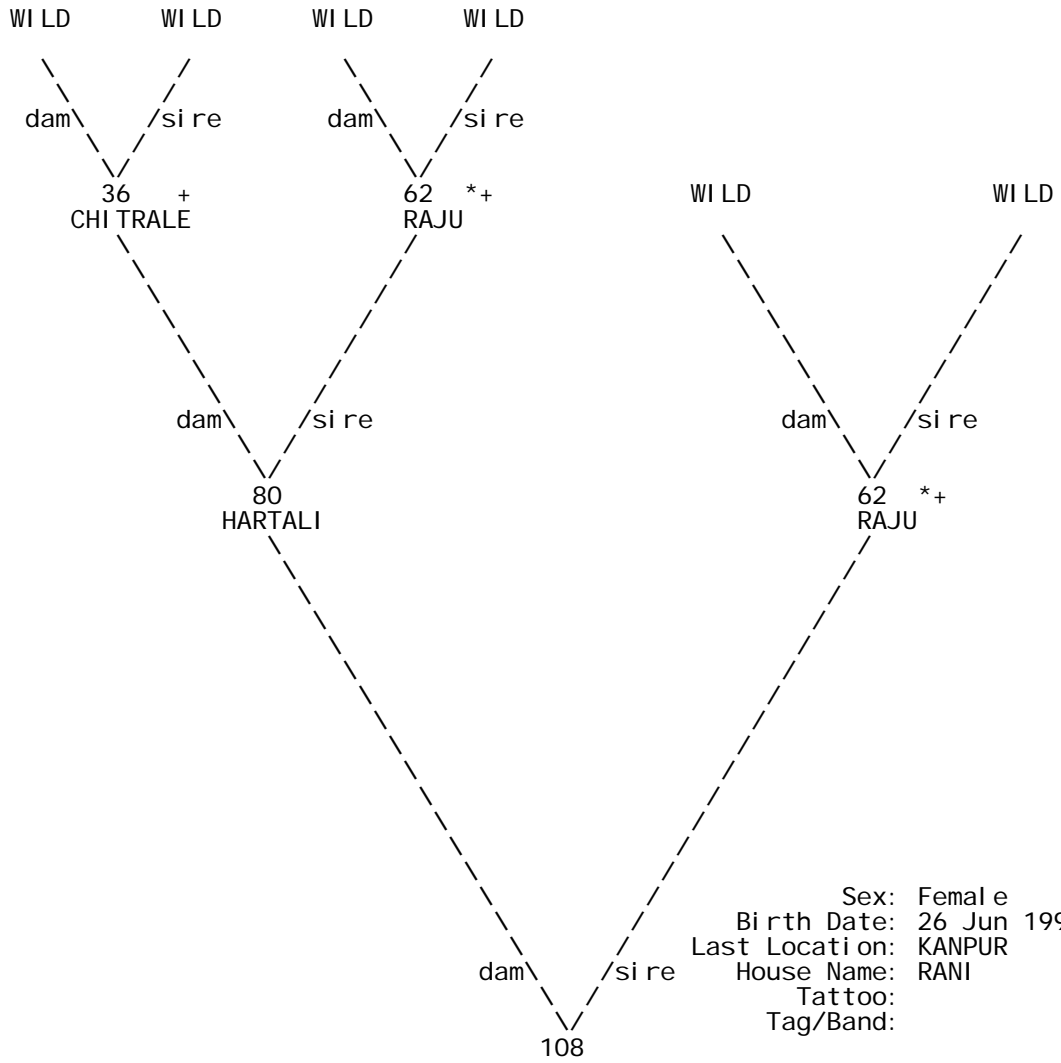 WILD WILD WILD WILD
dam sire dam sire
36 + 62 *+ WILD WILD
CHITRALE RAJU
dam sire dam sire
80 62 *+
HARTALI RAJU
Sex: Female
Birth Date: 26 Jun 199
Last Location: KANPUR
dam sire House Name: RANI
Tattoo:
Tag/Band:
108